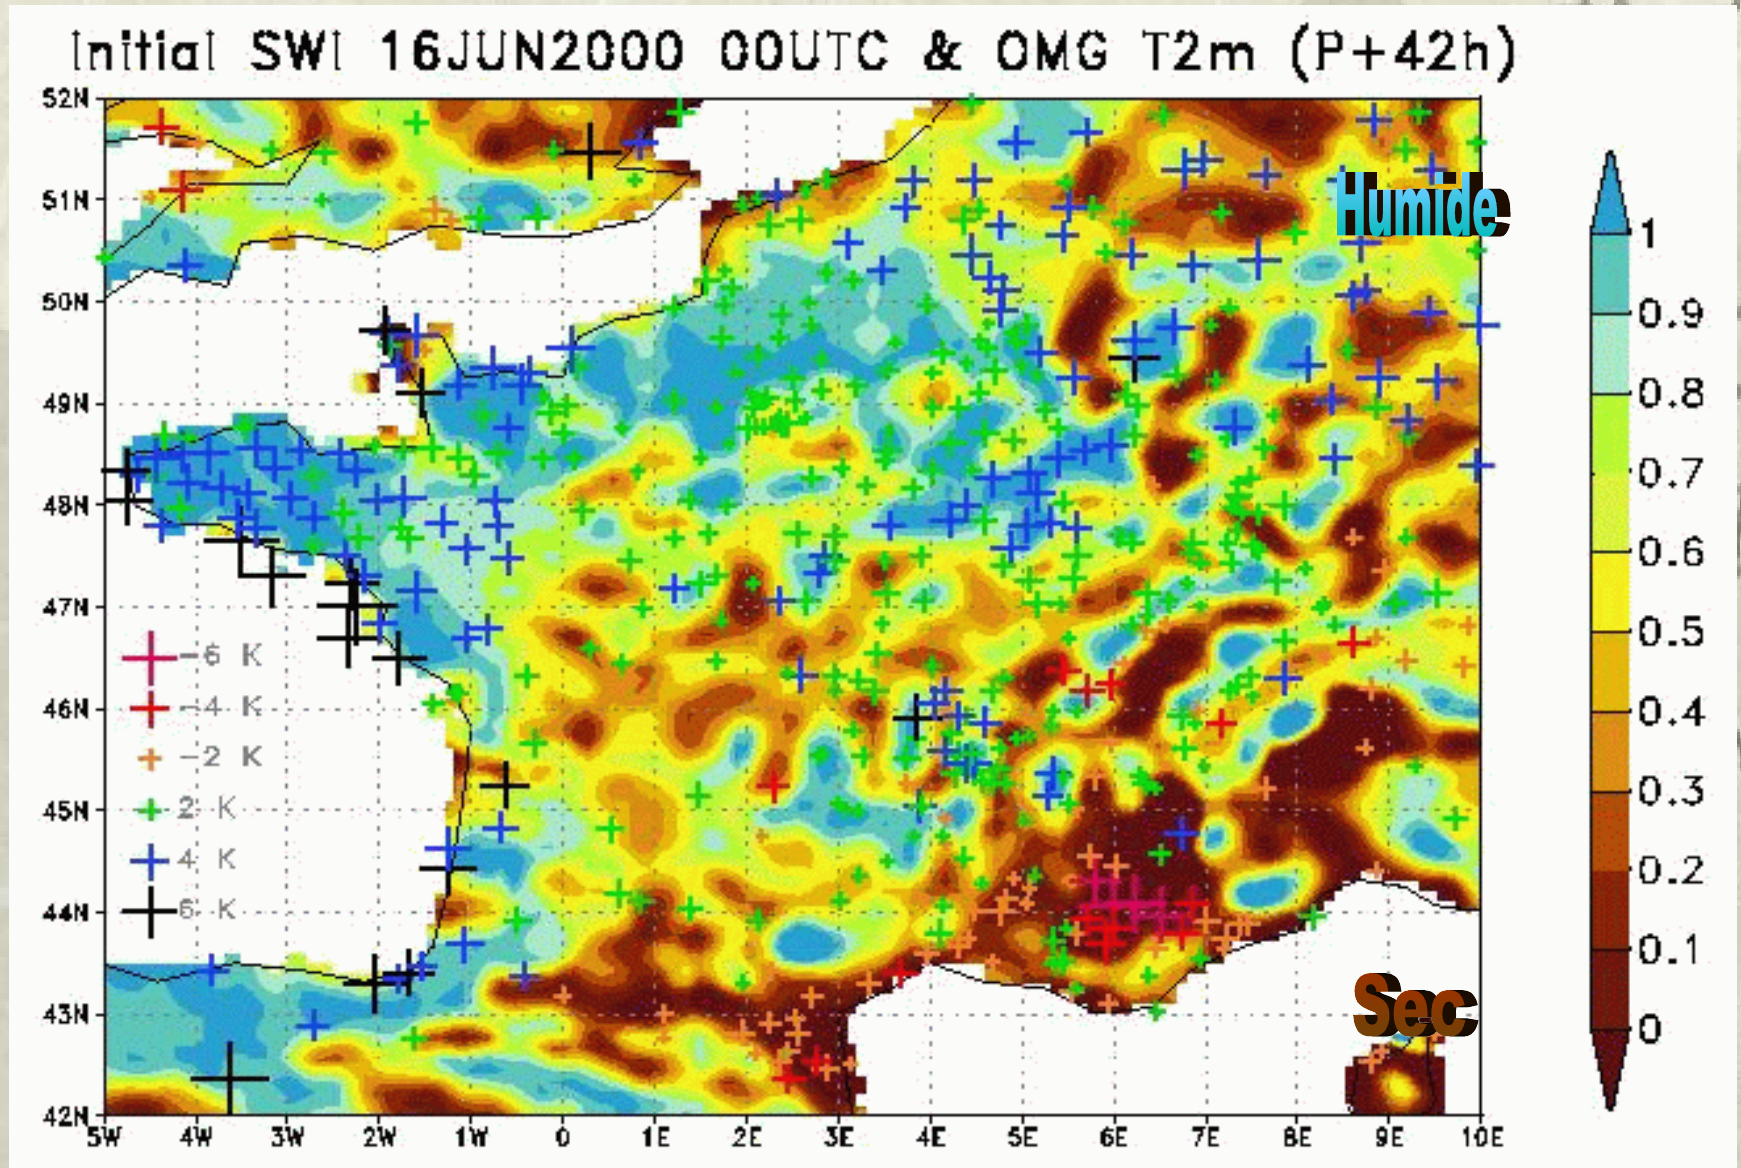 Initial SWI 16JUN2000 00UTC & OMG T2m (P+42h)
52N
51N
50N
49N
48N
47N
46N
45N
44N
43N
42N
5W 4W 3W 2W 1W 0 1E 2E 3E 4E 5E 6E 7E 8E 9E 10E
-6 K
-4 K
-2 K
2 K
4 K
6 K
Humide
Sec
1
0.9
0.8
0.7
0.6
0.5
0.4
0.3
0.2
0.1
0